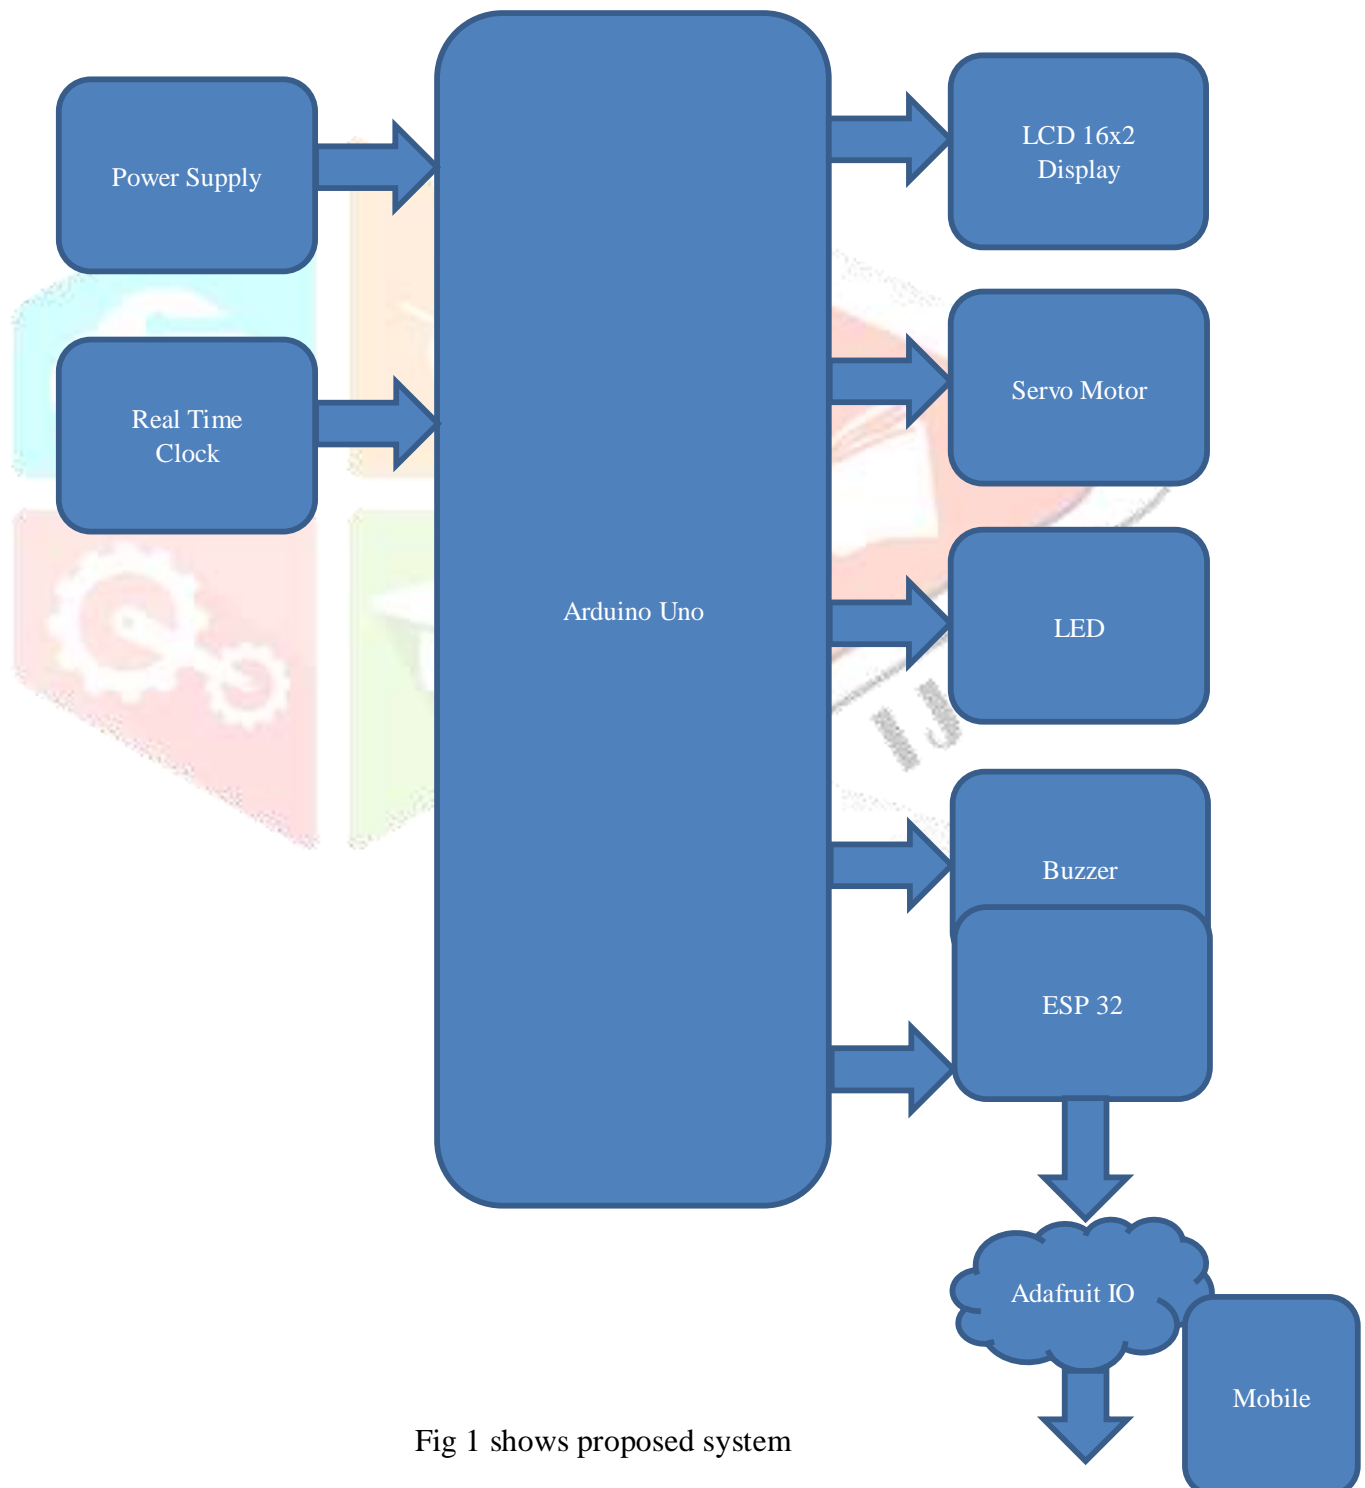 Power Supply
LCD 16x2
Display
Real Time
Clock
Servo Motor
Arduino Uno
LED
IJ
Buzzer
ESP 32
Adafruit IO
Mobile
Fig 1 shows proposed system